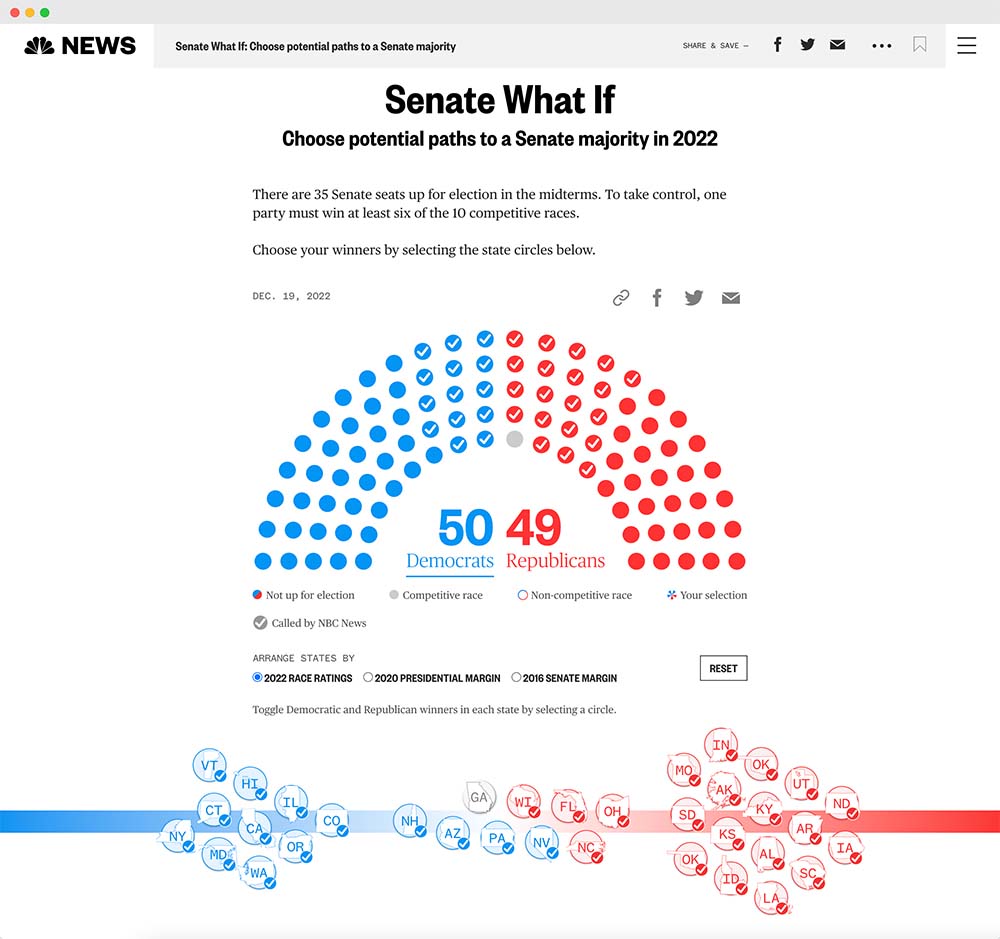 NEWS
Senate What If: Choose potential paths to a Senate majority
SHARE & SAVE —
Senate What If
Choose potential paths to a Senate majority in 2022
There are 35 Senate seats up for election in the midterms. To take control, one
party must win at least six of the 10 competitive races.
Choose your winners by selecting the state circles below.
DEC. 19, 2022
50 49
Democrats Republicans
Not up for election Competitive race Non-competitive race Your selection
Called by NBC News
ARRANGE STATES BY
2022 RACE RATINGS 2020 PRESIDENTIAL MARGIN 2016 SENATE MARGIN
RESET
Toggle Democratic and Republican winners in each state by selecting a circle.
VT
HI
IL
CT
CA
CO
NY
MD
OR
WA
NH
AZ
GA
PA
WI
NV
FL
NC
OH
IN
MO
OK
AK
UT
SD
KY
ND
KS
AR
OK
AL
IA
ID
SC
LA